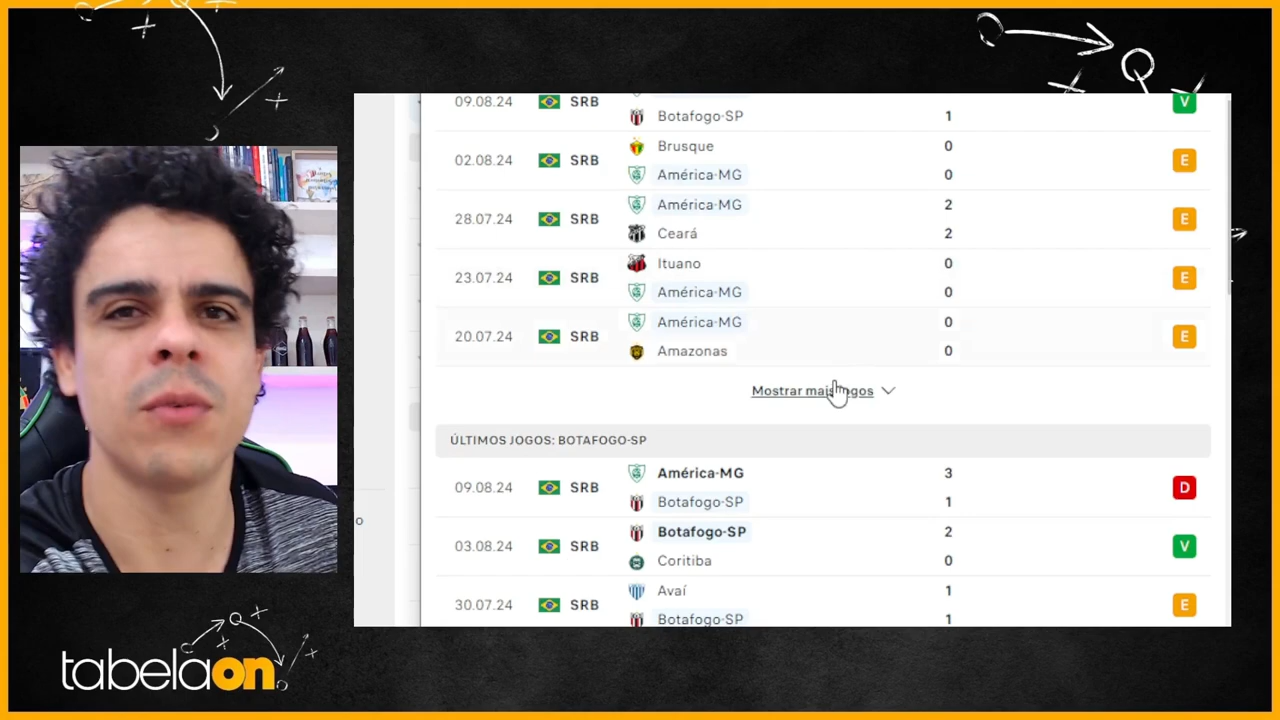 09.08.24 SRB V
Botafogo-SP 1
Brusque 0
02.08.24 SRB E
América-MG 0
América-MG 2
28.07.24 SRB E
Ceará 2
Ituano 0
23.07.24 SRB E
América-MG 0
América-MG 0
20.07.24 SRB E
Amazonas 0
Mostrar mais jogos
ÚLTIMOS JOGOS: BOTAFOGO-SP
América-MG 3
09.08.24 SRB D
Botafogo-SP 1
Botafogo-SP 2
03.08.24 SRB V
Coritiba 0
Avaí 1
30.07.24 SRB E
Botafogo-SP 1
o
tabelaon